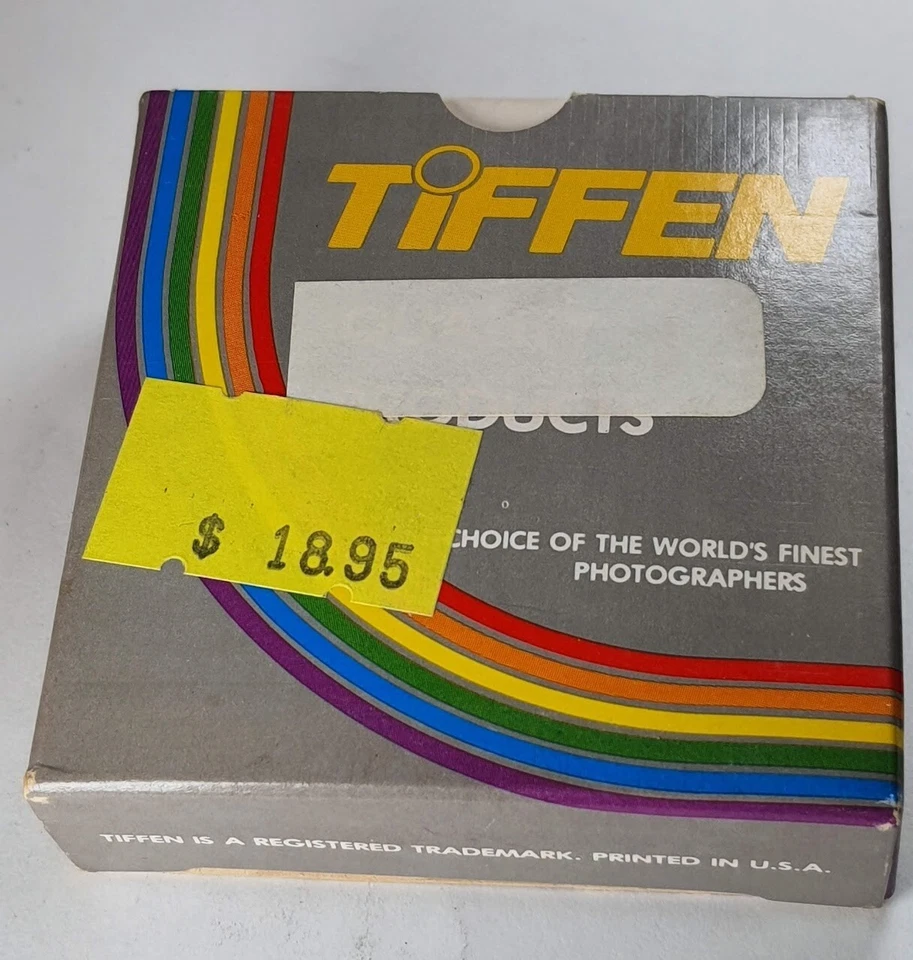 TiFFEN
$ 18.95
CHOICE OF THE WORLD'S FINEST
PHOTOGRAPHERS
TIFFEN IS A REGISTERED TRADEMARK. PRINTED IN U.S.A.